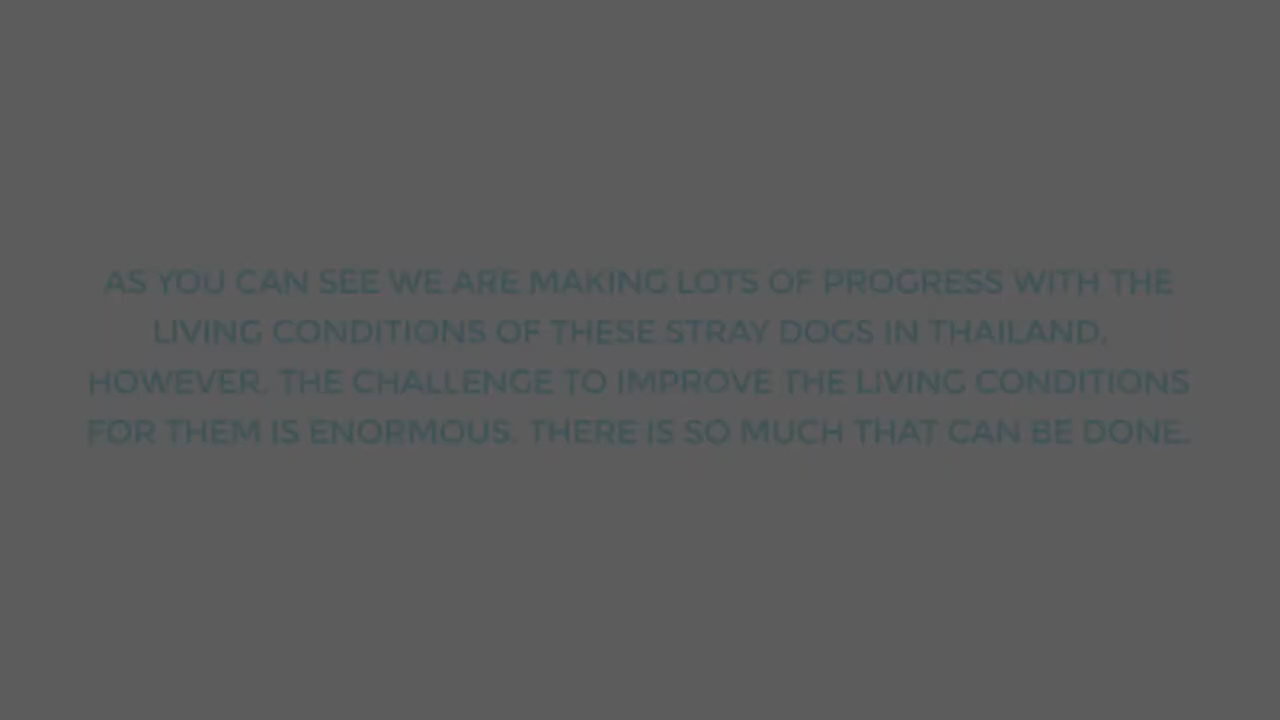 AS YOU CAN SEE WE ARE MAKING LOTS OF PROGRESS WITH THE
LIVING CONDITIONS OF THESE STRAY DOGS IN THAILAND.
HOWEVER, THE CHALLENGE TO IMPROVE THE LIVING CONDITIONS
FOR THEM IS ENORMOUS. THERE IS SO MUCH THAT CAN BE DONE.